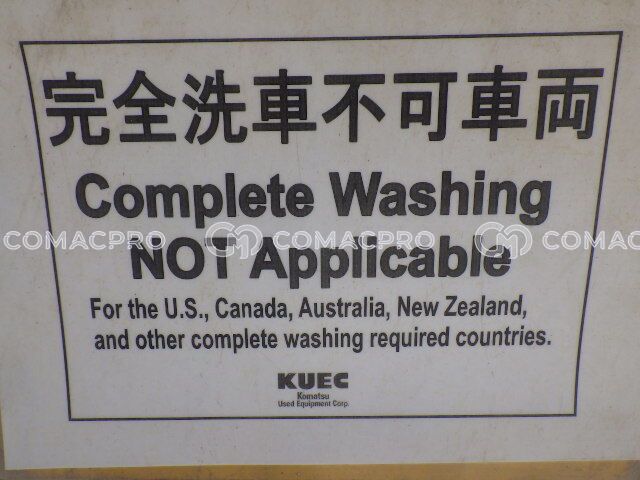 完全洗車不可車両
Complete Washing
NOT Applicable
COMACPRO COMACPRO COMACPRO
For the U.S., Canada, Australia, New Zealand,
and other complete washing required countries.
KUEC
Komatsu
Used Equipment Corp.